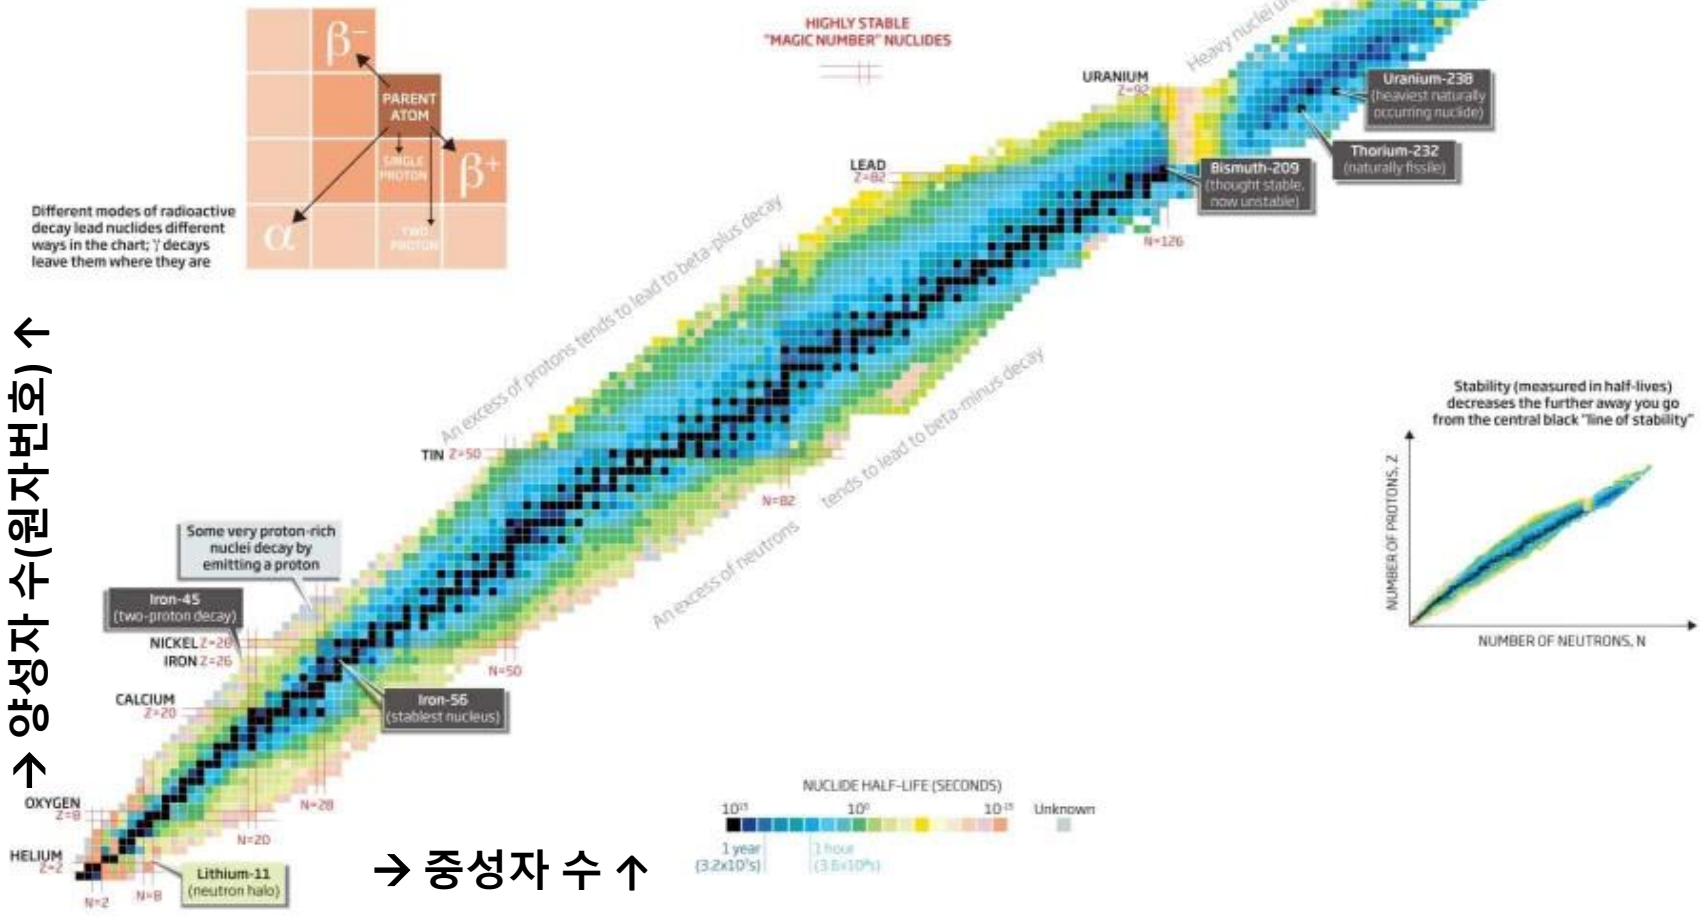 β⁻
PARENT
ATOM
SINGLE
PROTON
β⁺
α
TWO
PROTON
Different modes of radioactive
decay lead nuclides different
ways in the chart; 'γ' decays
leave them where they are
HIGHLY STABLE
"MAGIC NUMBER" NUCLIDES
Heavy nuclei
URANIUM
Z=92
Uranium-238
(heaviest naturally
occurring nuclide)
Thorium-232
(naturally fissile)
LEAD
Z=82
Bismuth-209
(thought stable,
now unstable)
N=126
An excess of protons tends to lead to beta-plus decay
Stability (measured in half-lives)
decreases the further away you go
from the central black "line of stability"
NUMBER OF PROTONS, Z
NUMBER OF NEUTRONS, N
TIN Z=50
N=82
An excess of neutrons tends to lead to beta-minus decay
Some very proton-rich
nuclei decay by
emitting a proton
Iron-45
(two-proton decay)
NICKEL Z=28
IRON Z=26
N=50
CALCIUM
Z=20
Iron-56
(stablest nucleus)
→ 양성자 수(원자번호) ↑
OXYGEN
Z=8
N=28
N=20
HELIUM
Z=2
Lithium-11
(neutron halo)
N=2
N=8
→ 중성자 수 ↑
NUCLIDE HALF-LIFE (SECONDS)
10¹⁵ 10⁰ 10⁻¹⁵ Unknown
1 year
(3.2x10⁷s)
1 hour